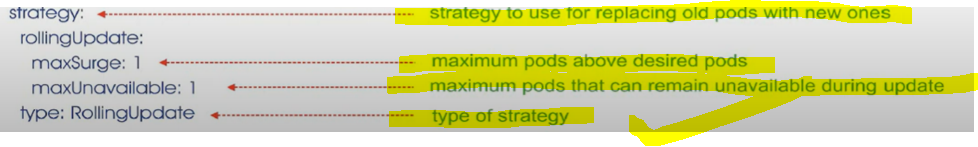 strategy: strategy to use for replacing old pods with new ones
rollingUpdate:
maxSurge: 1 maximum pods above desired pods
maxUnavailable: 1 maximum pods that can remain unavailable during update
type: RollingUpdate type of strategy